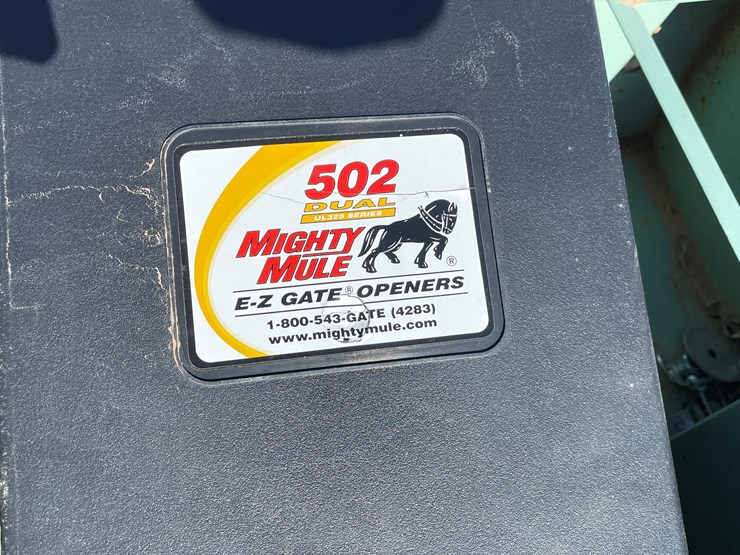 502
DUAL
UL325 SERIES
MIGHTY
MULE ®
E-Z GATE® OPENERS
1-800-543-GATE (4283)
www.mightymule.com